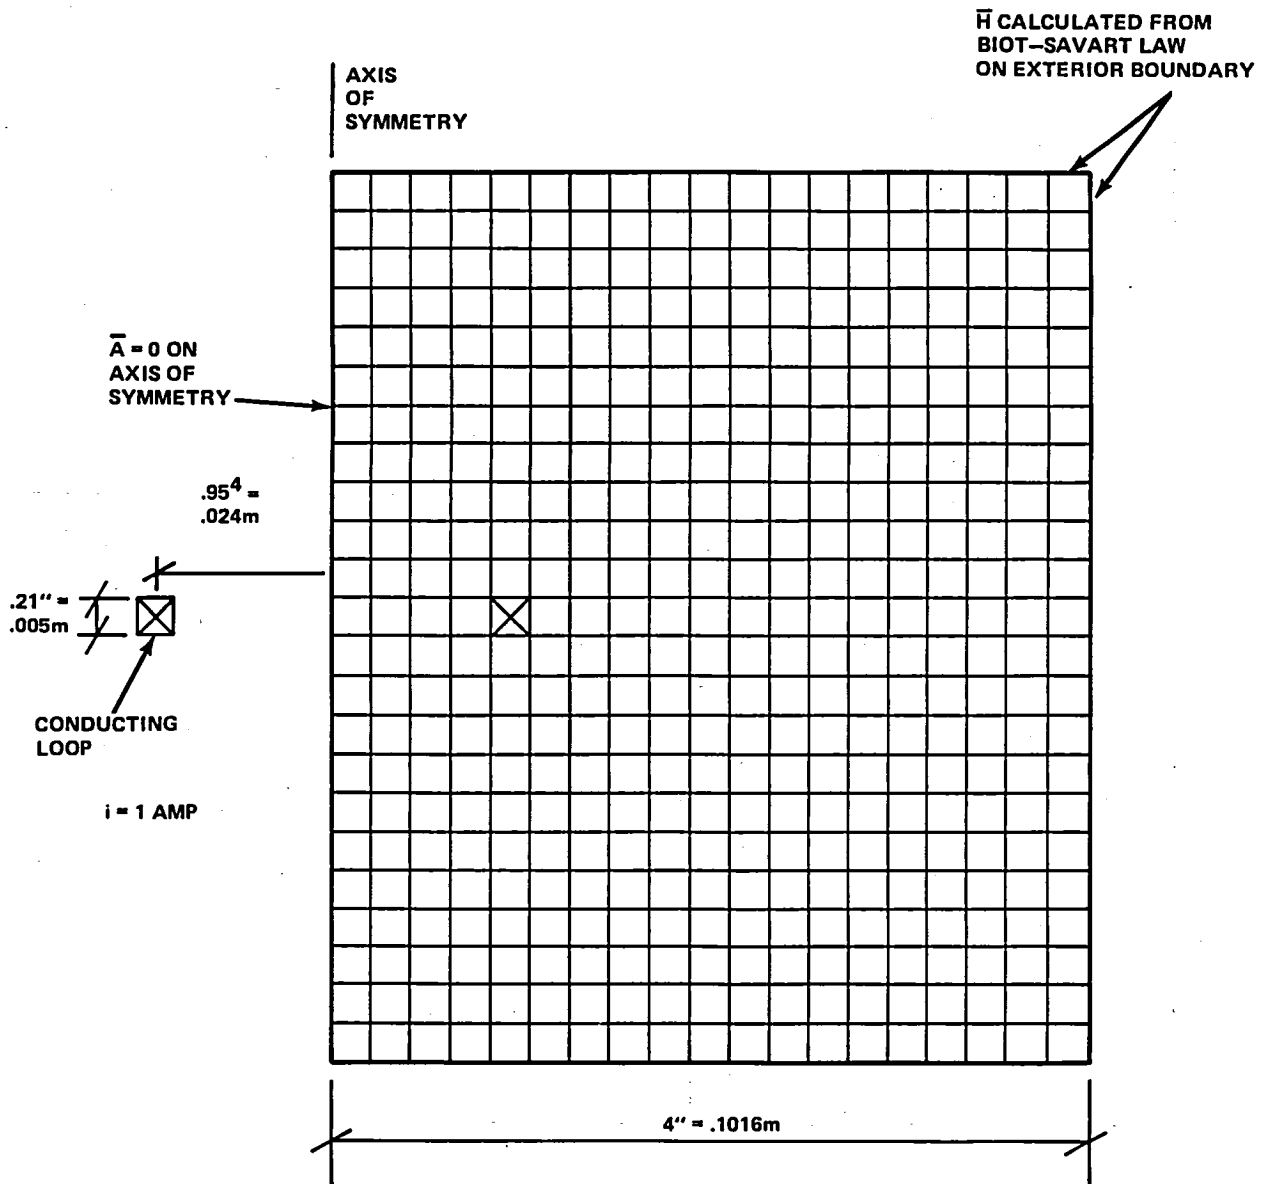 H̅ CALCULATED FROM
BIOT–SAVART LAW
ON EXTERIOR BOUNDARY
AXIS
OF
SYMMETRY
A̅ = 0 ON
AXIS OF
SYMMETRY
.95⁴ =
.024m
.21" =
.005m
CONDUCTING
LOOP
i = 1 AMP
4" = .1016m